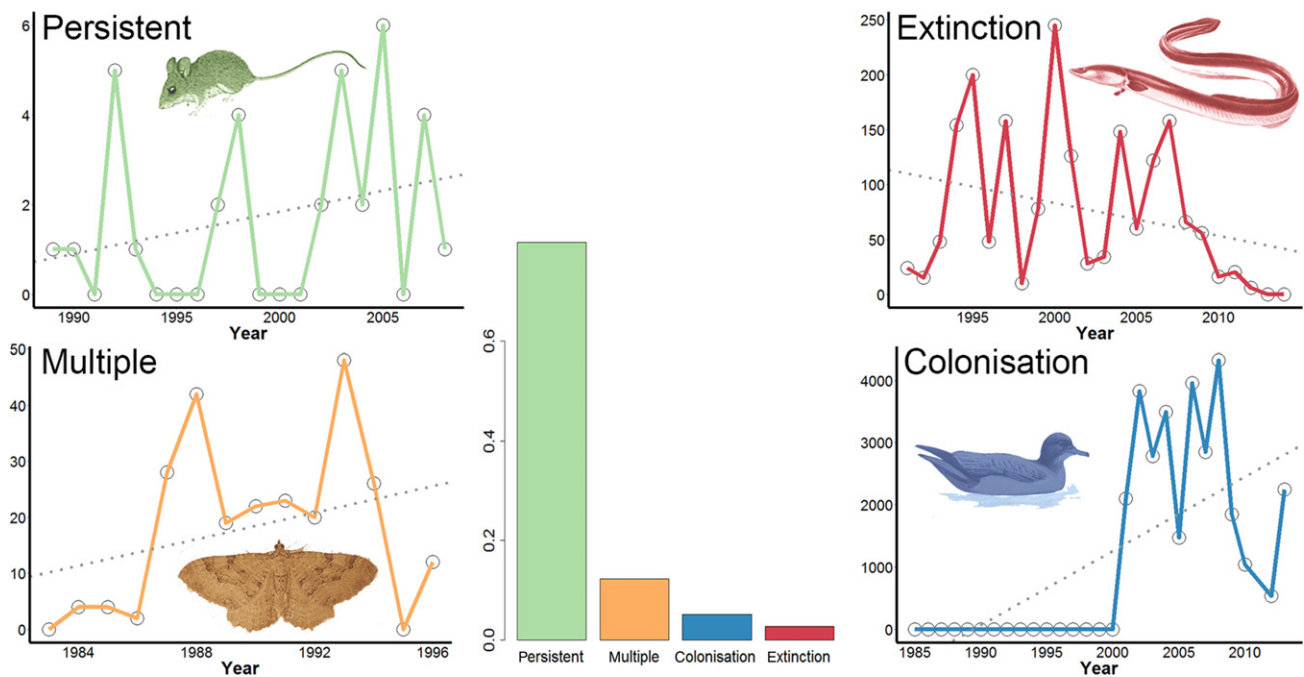 Persistent
6
4
2
0
1990 1995 2000 2005
Year
Extinction
250
200
150
100
50
0
1995 2000 2005 2010
Year
Multiple
50
40
30
20
10
0
1984 1988 1992 1996
Year
0.6
0.4
0.2
0.0
Persistent Multiple Colonisation Extinction
Colonisation
4000
3000
2000
1000
0
1985 1990 1995 2000 2005 2010
Year